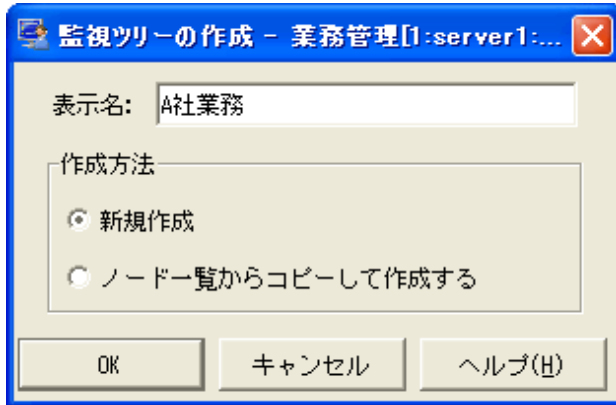 監視ツリーの作成 - 業務管理[1:server1:...
表示名: A社業務
作成方法
新規作成
ノード一覧からコピーして作成する
OK キャンセル ヘルプ(H)